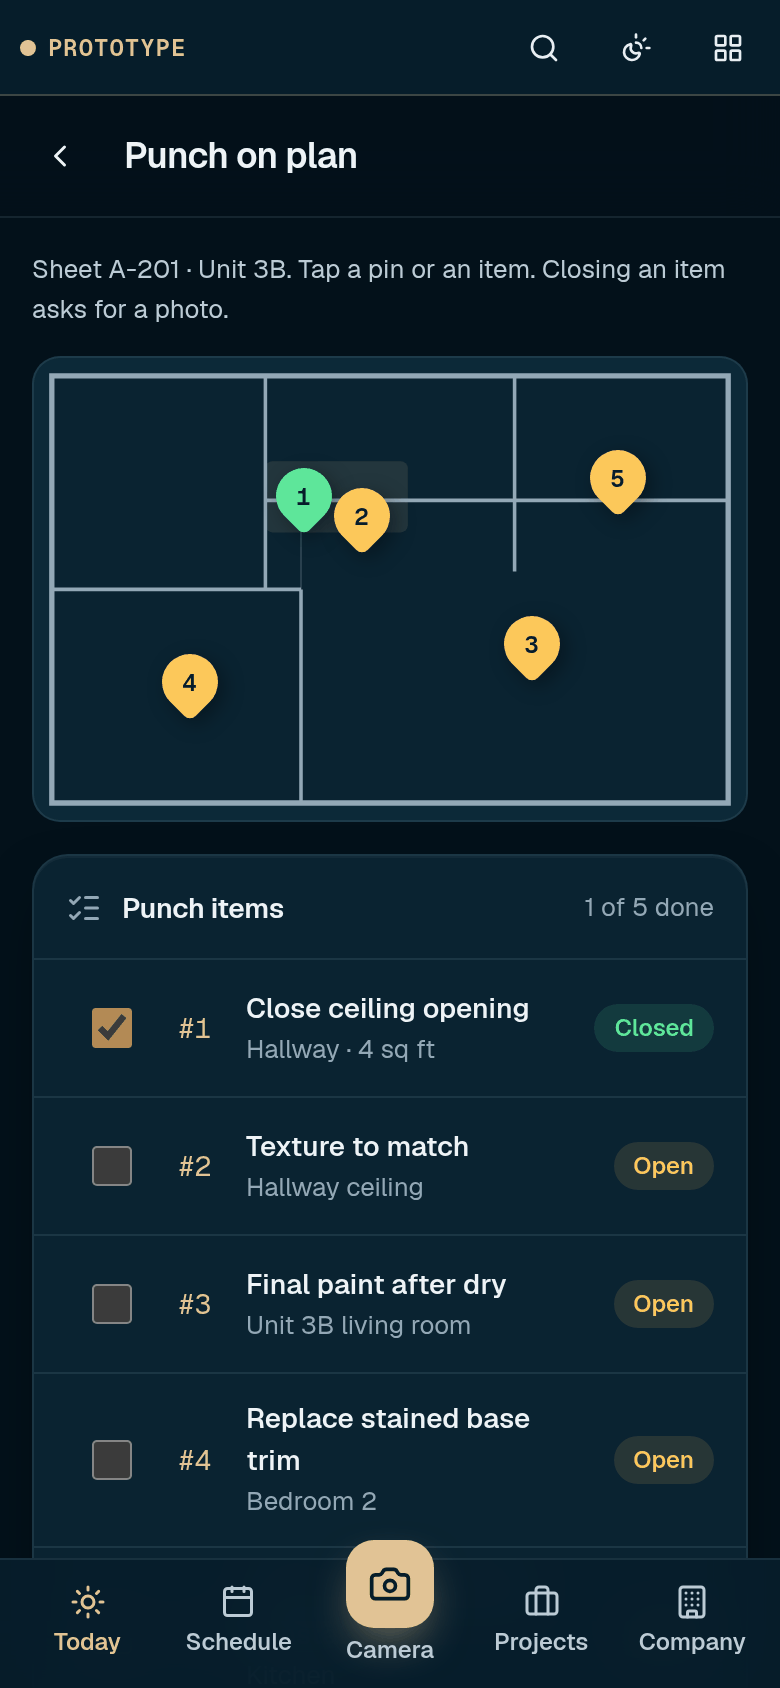 PROTOTYPE
Punch on plan
Sheet A-201 · Unit 3B. Tap a pin or an item. Closing an item
asks for a photo.
5
1
2
3
4
Punch items
1 of 5 done
#1
Close ceiling opening
Hallway · 4 sq ft
Closed
#2
Texture to match
Hallway ceiling
Open
#3
Final paint after dry
Unit 3B living room
Open
#4
Replace stained base
trim
Bedroom 2
Open
Today
Schedule
Camera
Projects
Company